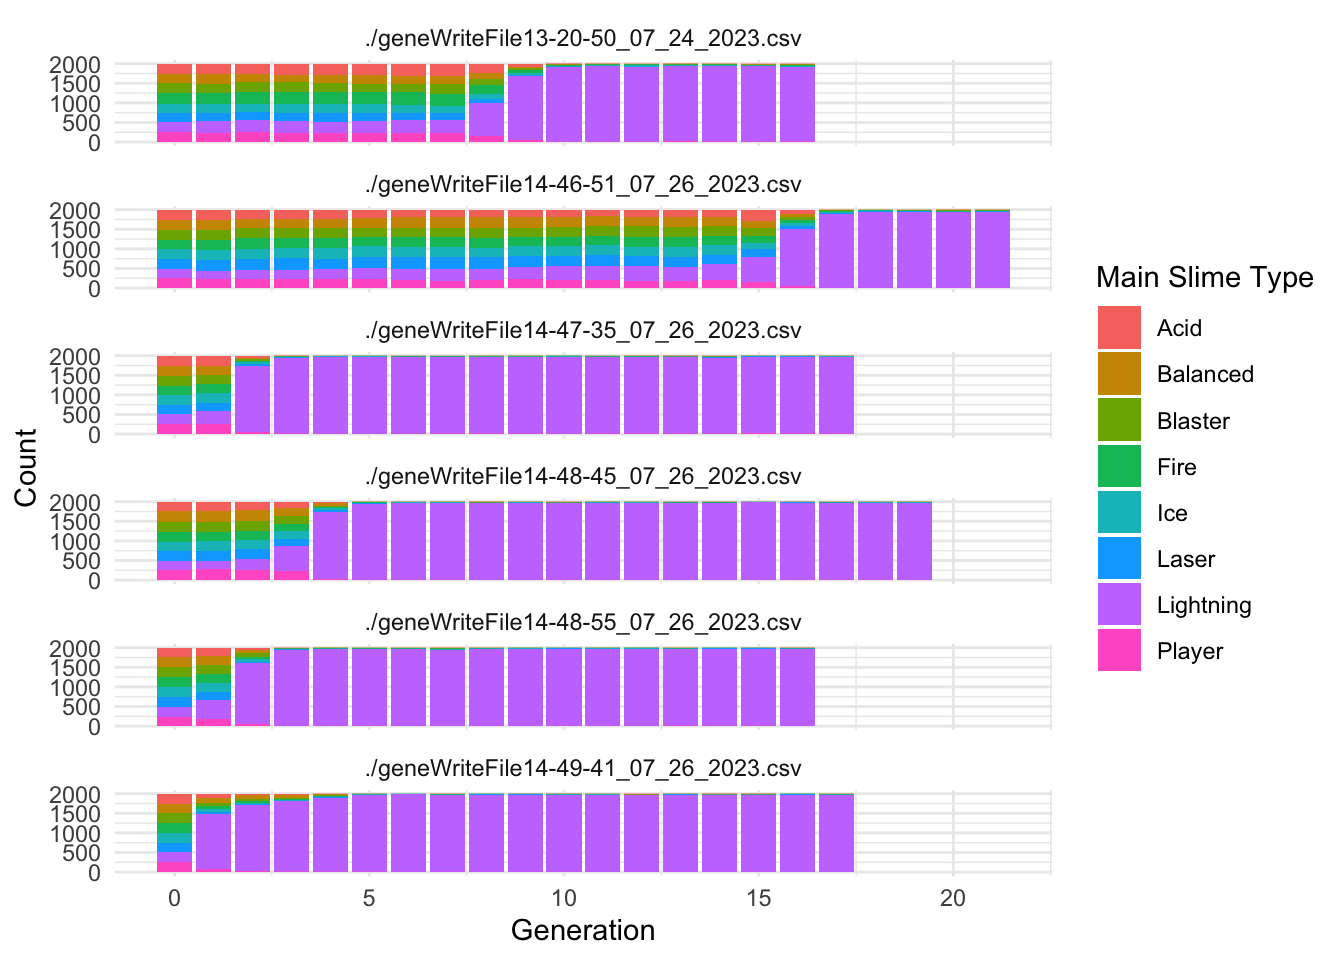 ./geneWriteFile13-20-50_07_24_2023.csv
2000
1500
1000
500
0
./geneWriteFile14-46-51_07_26_2023.csv
2000
1500
1000
500
0
./geneWriteFile14-47-35_07_26_2023.csv
2000
1500
1000
500
0
./geneWriteFile14-48-45_07_26_2023.csv
2000
1500
1000
500
0
./geneWriteFile14-48-55_07_26_2023.csv
2000
1500
1000
500
0
./geneWriteFile14-49-41_07_26_2023.csv
2000
1500
1000
500
0
0 5 10 15 20
Generation
Count
Main Slime Type
Acid
Balanced
Blaster
Fire
Ice
Laser
Lightning
Player